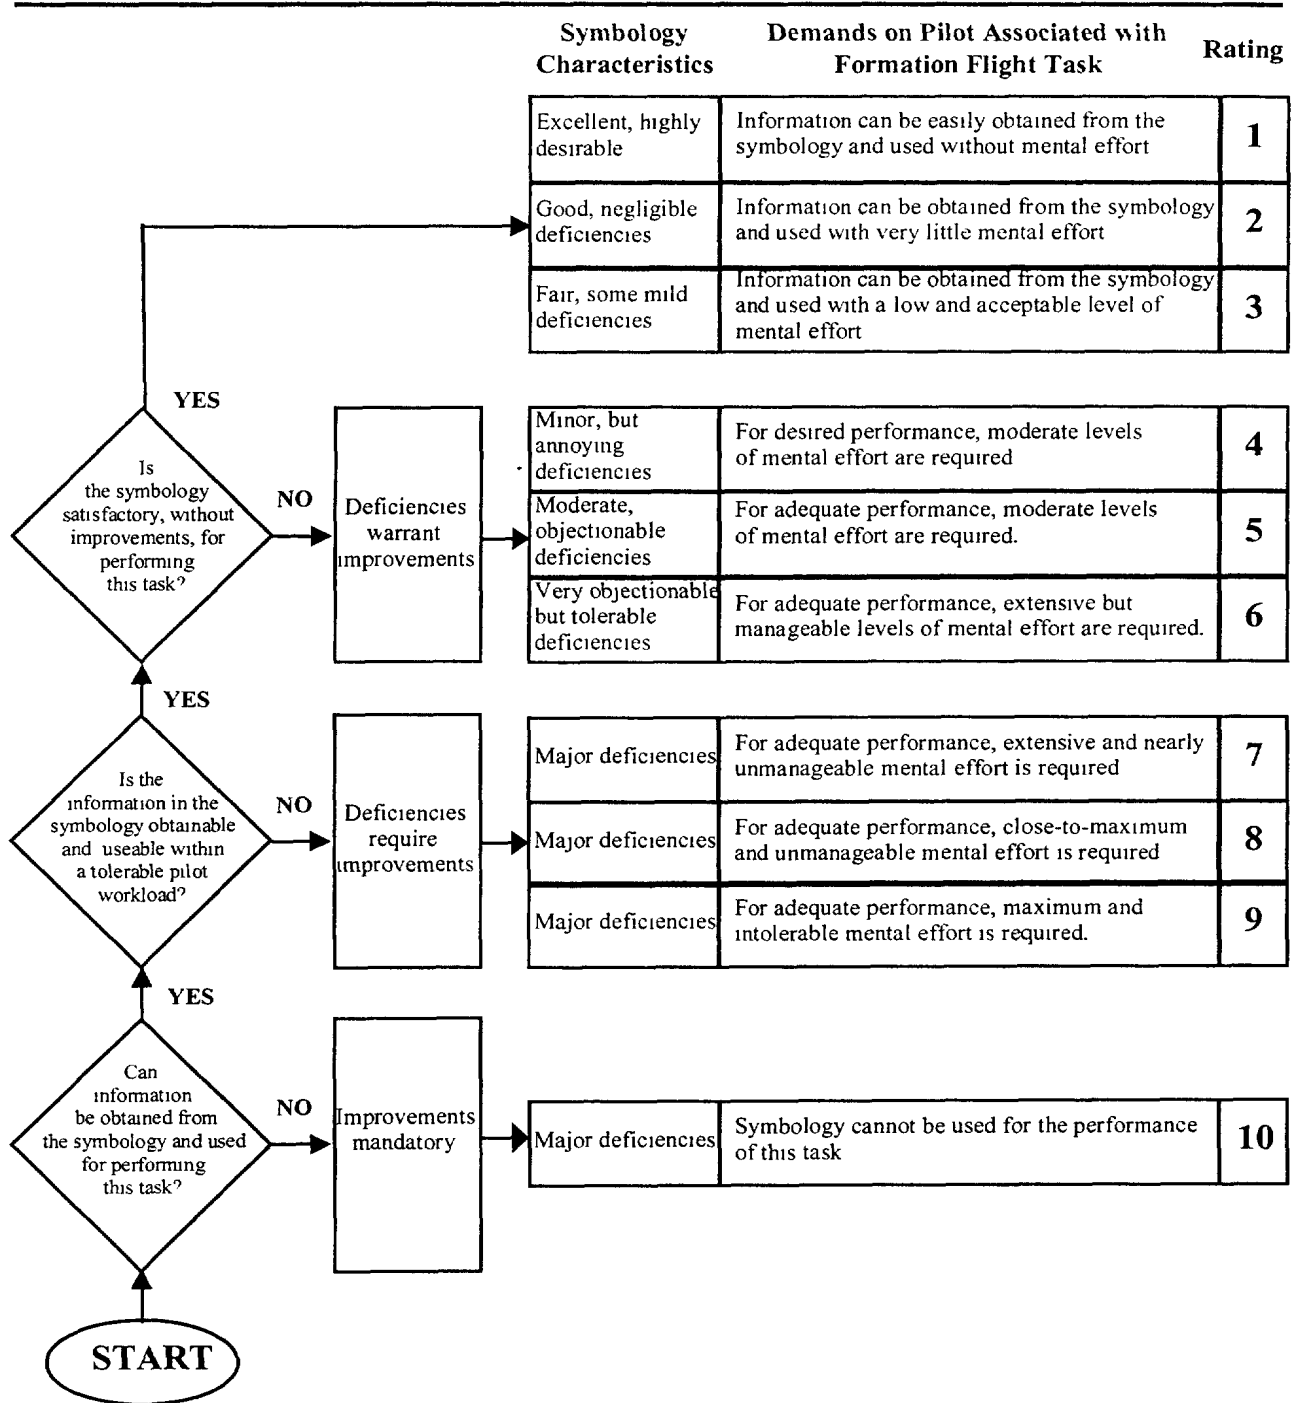 Symbology
Characteristics
Demands on Pilot Associated with
Formation Flight Task
Rating
Excellent, highly
desirable
Information can be easily obtained from the
symbology and used without mental effort
1
Good, negligible
deficiencies
Information can be obtained from the symbology
and used with very little mental effort
2
Fair, some mild
deficiencies
Information can be obtained from the symbology
and used with a low and acceptable level of
mental effort
3
YES
Is
the symbology
satisfactory, without
improvements, for
performing
this task?
NO
Deficiencies
warrant
improvements
Minor, but
annoying
deficiencies
For desired performance, moderate levels
of mental effort are required
4
Moderate,
objectionable
deficiencies
For adequate performance, moderate levels
of mental effort are required.
5
Very objectionable
but tolerable
deficiencies
For adequate performance, extensive but
manageable levels of mental effort are required.
6
YES
Is the
information in the
symbology obtainable
and useable within
a tolerable pilot
workload?
NO
Deficiencies
require
improvements
Major deficiencies
For adequate performance, extensive and nearly
unmanageable mental effort is required
7
Major deficiencies
For adequate performance, close-to-maximum
and unmanageable mental effort is required
8
Major deficiencies
For adequate performance, maximum and
intolerable mental effort is required.
9
YES
Can
information
be obtained from
the symbology and used
for performing
this task?
NO
Improvements
mandatory
Major deficiencies
Symbology cannot be used for the performance
of this task
10
START